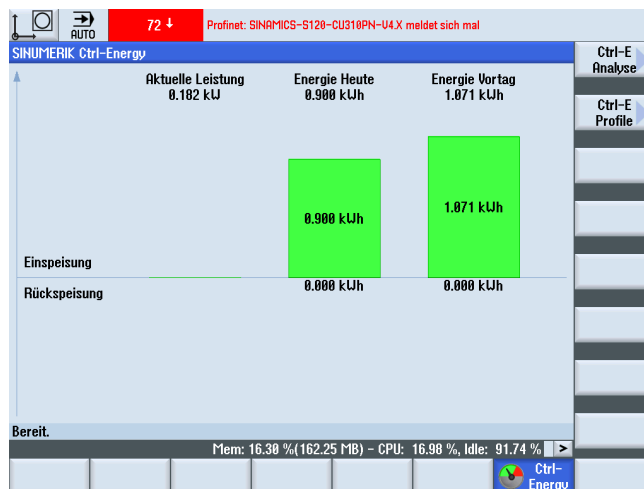 AUTO
72
Profinet: SINAMICS-S120-CU310PN-V4.X meldet sich mal
SINUMERIK Ctrl-Energy
Ctrl-E
Analyse
Aktuelle Leistung
0.182 kW
Energie Heute
0.900 kWh
Energie Vortag
1.071 kWh
Ctrl-E
Profile
1.071 kWh
0.900 kWh
Einspeisung
Rückspeisung
0.000 kWh
0.000 kWh
Bereit.
Mem: 16.30 %(162.25 MB) - CPU: 16.98 %, Idle: 91.74 % >
Ctrl-
Energy